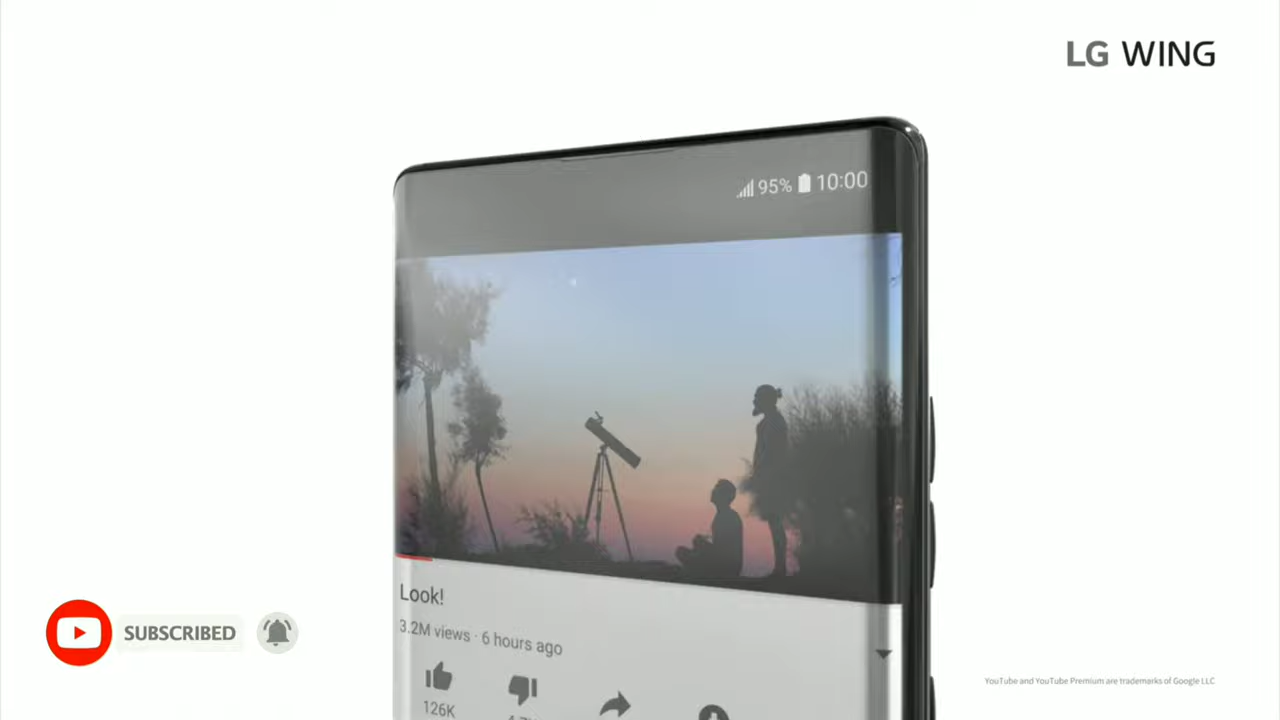 LG WING
95% 10:00
Look!
3.2M views · 6 hours ago
126K
SUBSCRIBED
YouTube and YouTube Premium are trademarks of Google LLC